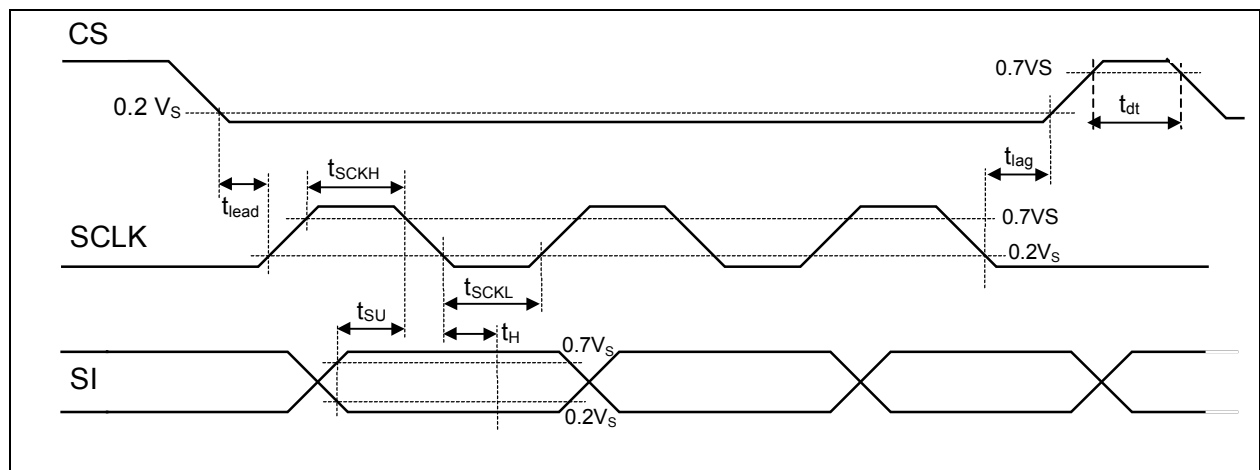 CS
0.7VS
0.2 VS
tdt
tSCKH
tlag
tlead
0.7VS
SCLK
0.2VS
tSCKL
tSU
tH
0.7VS
SI
0.2VS